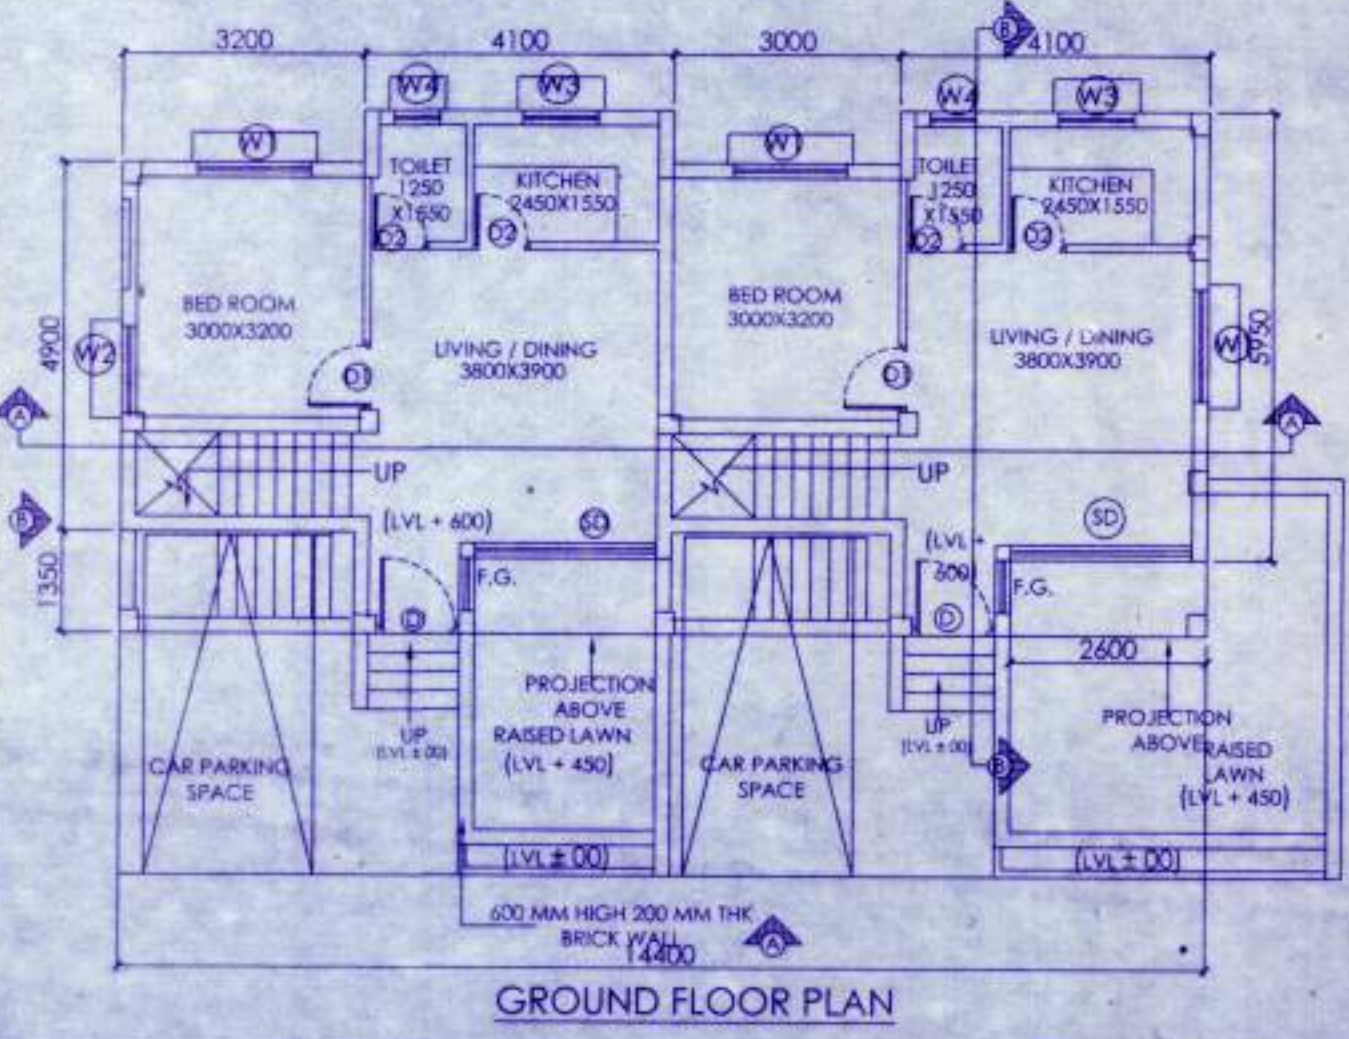 3200 4100 3000 4100
B
W4 W3 W4 W3
W1 W1
TOILET
1250
X1650
KITCHEN
2450X1550
TOILET
1250
X1550
KITCHEN
2450X1550
D2 D2 D2 D2
BED ROOM
3000X3200
BED ROOM
3000X3200
LIVING / DINING
3800X3900
LIVING / DINING
3800X3900
4900
W2
W
5950
D1 D1
A A
UP UP
B
(LVL + 600)
SD
(LVL +
600)
SD
1350
F.G. F.G.
D D
2600
PROJECTION
ABOVE
RAISED LAWN
(LVL + 450)
PROJECTION
ABOVE
RAISED
LAWN
(LVL + 450)
UP
(LVL ± 00)
UP
(LVL ± 00)
B
CAR PARKING
SPACE
CAR PARKING
SPACE
(LVL ± 00) (LVL ± 00)
600 MM HIGH 200 MM THK
BRICK WALL
A
14400
GROUND FLOOR PLAN